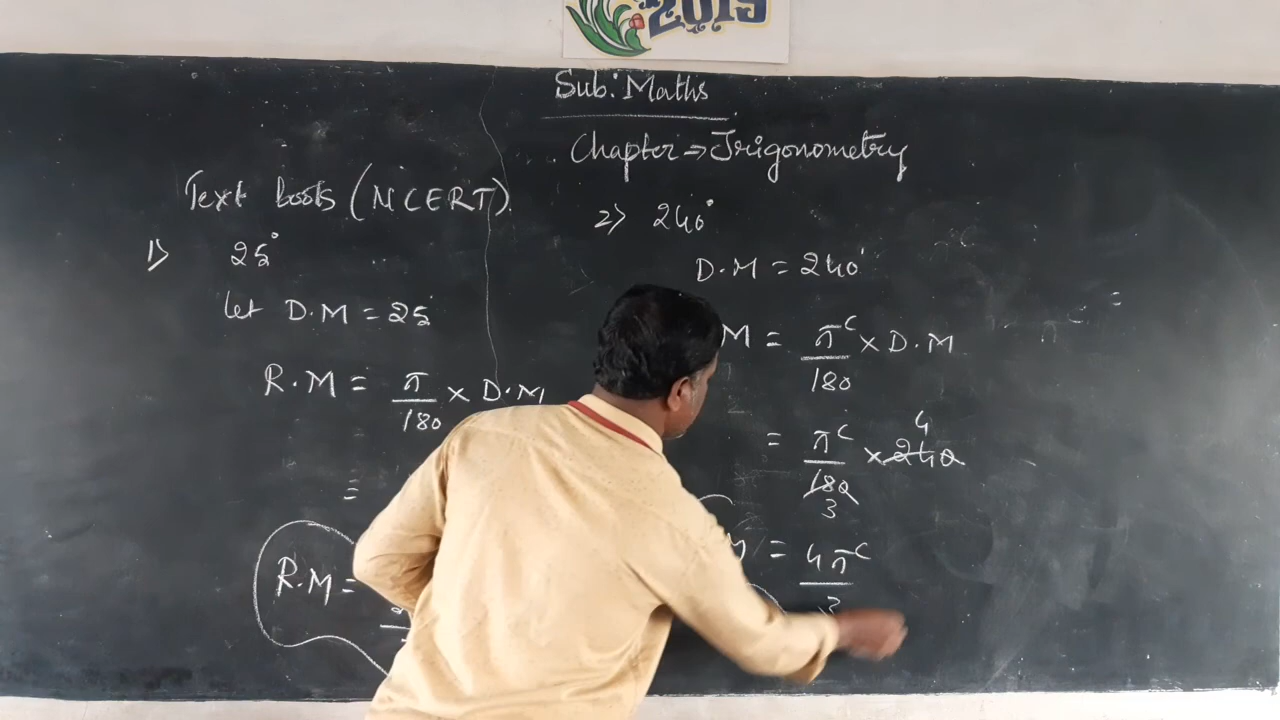 2019
Sub: Maths
Chapter ⇒ Trigonometry
Text books (NCERT)
1) 25°
let D.M = 25°
R.M = π/180 × D.M
=
R.M =
2) 240°
D.M = 240°
M = π^c/180 × D.M
= π^c/180 × 240
4
3
M = 4π^c/3